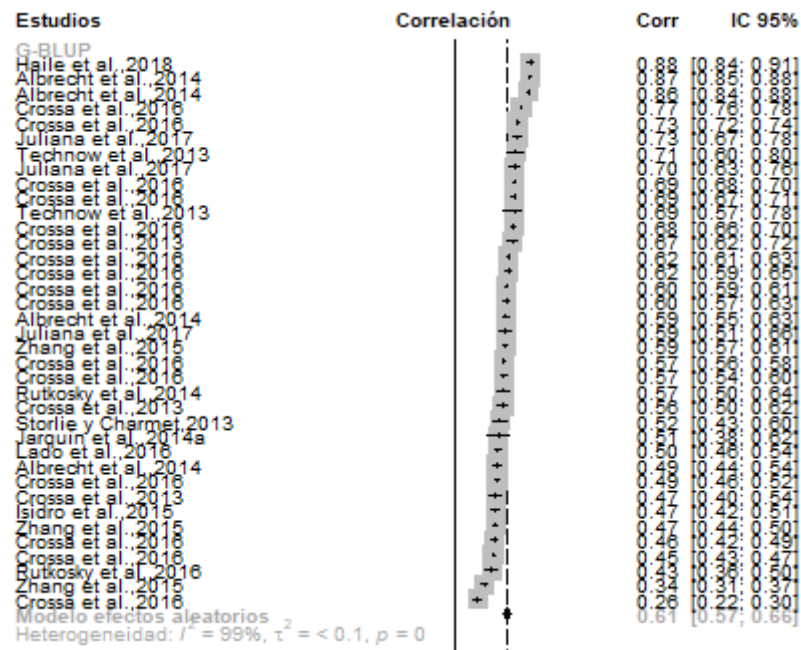 Estudios Correlación Corr IC 95%
G-BLUP
Haile et al.,2018 0.88 [0.84; 0.91]
Albrecht et al.,2014 0.87 [0.85; 0.88]
Albrecht et al.,2014 0.86 [0.84; 0.88]
Crossa et al.,2016 0.77 [0.76; 0.78]
Crossa et al.,2016 0.73 [0.72; 0.74]
Juliana et al.,2017 0.73 [0.67; 0.78]
Technow et al.,2013 0.71 [0.60; 0.80]
Juliana et al.,2017 0.70 [0.63; 0.76]
Crossa et al.,2016 0.69 [0.68; 0.70]
Crossa et al.,2016 0.69 [0.67; 0.71]
Technow et al.,2013 0.69 [0.57; 0.78]
Crossa et al.,2016 0.68 [0.66; 0.70]
Crossa et al.,2013 0.67 [0.62; 0.72]
Crossa et al.,2016 0.62 [0.61; 0.63]
Crossa et al.,2016 0.62 [0.59; 0.65]
Crossa et al.,2016 0.60 [0.59; 0.61]
Crossa et al.,2016 0.60 [0.57; 0.63]
Albrecht et al.,2014 0.59 [0.55; 0.63]
Juliana et al.,2017 0.59 [0.51; 0.66]
Zhang et al.,2015 0.59 [0.57; 0.61]
Crossa et al.,2016 0.57 [0.56; 0.58]
Crossa et al.,2016 0.57 [0.54; 0.60]
Rutkosky et al.,2014 0.57 [0.50; 0.64]
Crossa et al.,2013 0.56 [0.50; 0.62]
Storlie y Charmet,2013 0.52 [0.43; 0.60]
Jarquin et al.,2014a 0.51 [0.38; 0.62]
Lado et al.,2016 0.50 [0.46; 0.54]
Albrecht et al.,2014 0.49 [0.44; 0.54]
Crossa et al.,2016 0.49 [0.46; 0.52]
Crossa et al.,2013 0.47 [0.40; 0.54]
Isidro et al.,2015 0.47 [0.42; 0.51]
Zhang et al.,2015 0.47 [0.44; 0.50]
Crossa et al.,2016 0.46 [0.42; 0.49]
Crossa et al.,2016 0.45 [0.43; 0.47]
Rutkosky et al.,2016 0.43 [0.36; 0.50]
Zhang et al.,2015 0.34 [0.31; 0.37]
Crossa et al.,2016 0.26 [0.22; 0.30]
Modelo efectos aleatorios 0.61 [0.57; 0.66]
Heterogeneidad: I² = 99%, τ² = < 0.1, p = 0